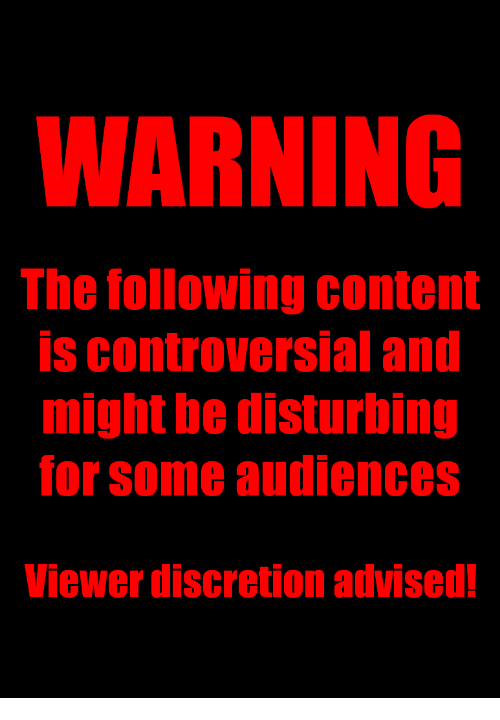 WARNING
The following content
is controversial and
might be disturbing
for some audiences
Viewer discretion advised!